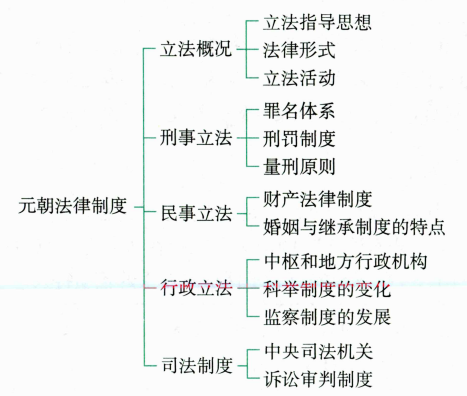 元朝法律制度
立法概况
立法指导思想
法律形式
立法活动
刑事立法
罪名体系
刑罚制度
量刑原则
民事立法
财产法律制度
婚姻与继承制度的特点
行政立法
中枢和地方行政机构
科举制度的变化
监察制度的发展
司法制度
中央司法机关
诉讼审判制度